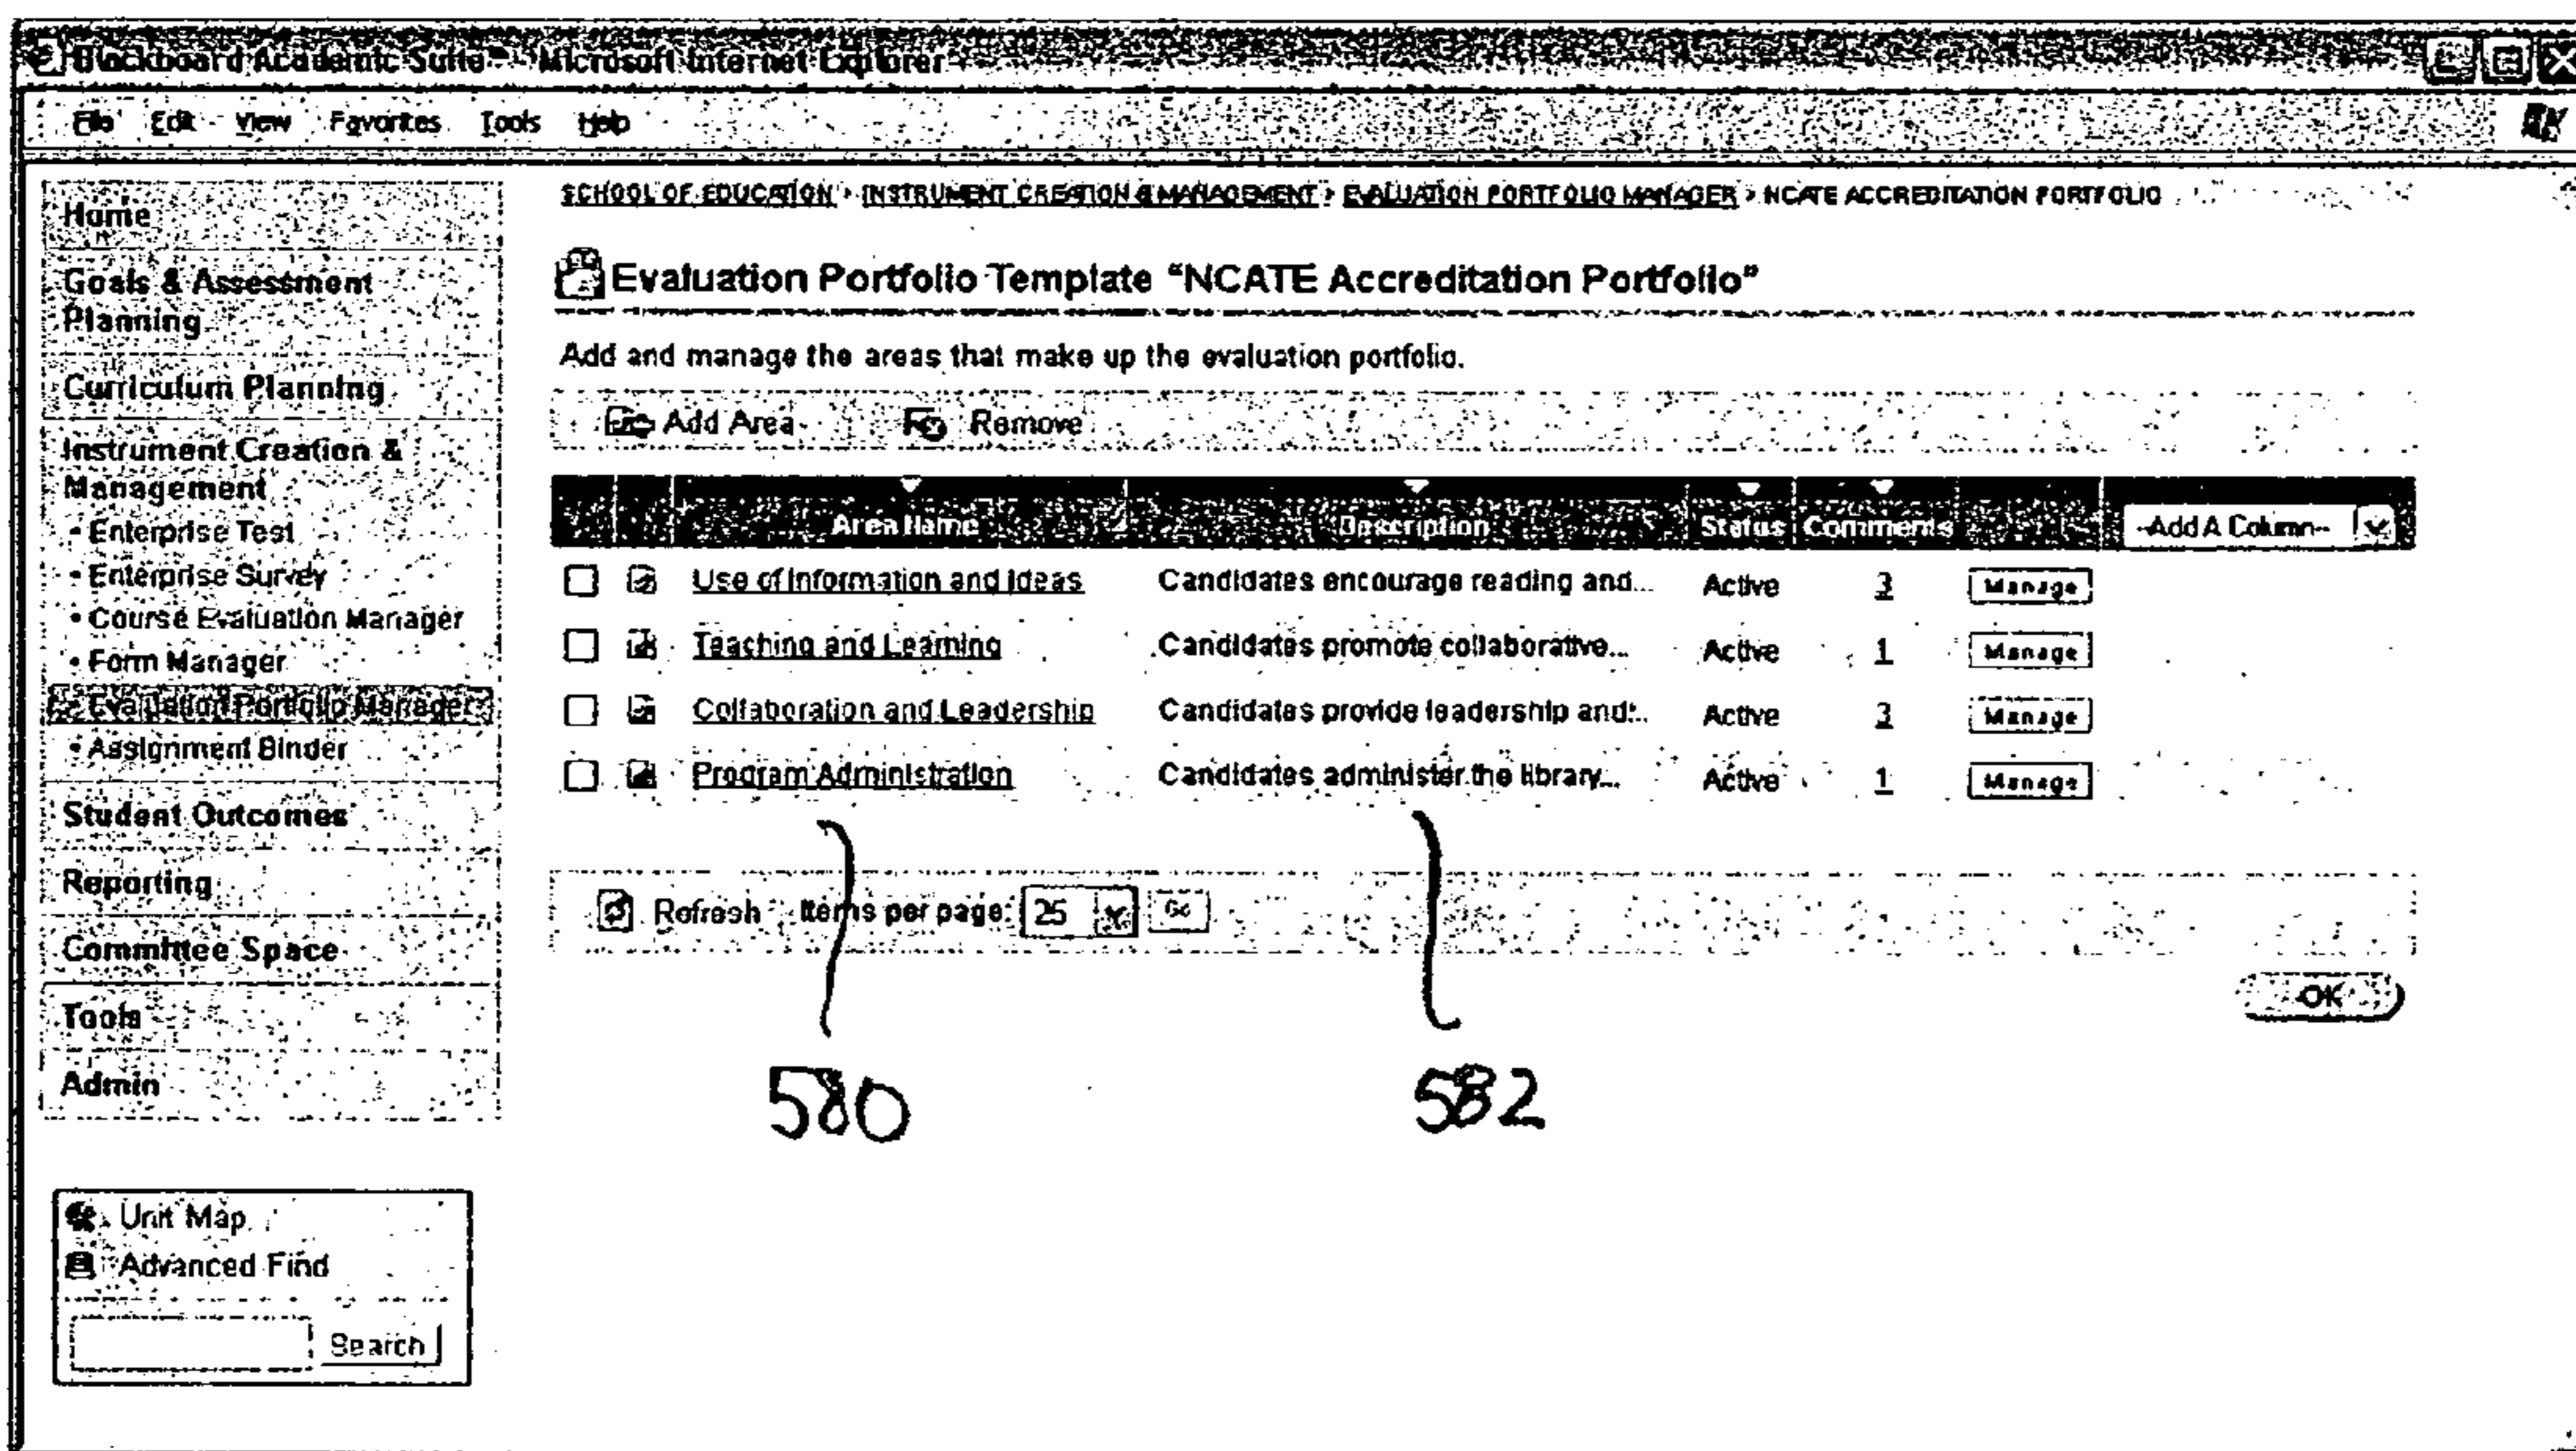 Blackboard Academic Suite™ - Microsoft Internet Explorer
File Edit View Favorites Tools Help
SCHOOL OF EDUCATION > INSTRUMENT CREATION & MANAGEMENT > EVALUATION PORTFOLIO MANAGER > NCATE ACCREDITATION PORTFOLIO
Home
Goals & Assessment
Planning
Curriculum Planning
Instrument Creation &
Management
• Enterprise Test
• Enterprise Survey
• Course Evaluation Manager
• Form Manager
• Evaluation Portfolio Manager
• Assignment Binder
Student Outcomes
Reporting
Committee Space
Tools
Admin
Unit Map
Advanced Find
Search
Evaluation Portfolio Template “NCATE Accreditation Portfolio”
Add and manage the areas that make up the evaluation portfolio.
Add Area Remove
Area Name Description Status Comments -Add A Column--
Use of Information and Ideas Candidates encourage reading and... Active 3 Manage
Teaching and Learning Candidates promote collaborative... Active 1 Manage
Collaboration and Leadership Candidates provide leadership and... Active 3 Manage
Program Administration Candidates administer the library... Active 1 Manage
Refresh Items per page: 25 Go
OK
580 582